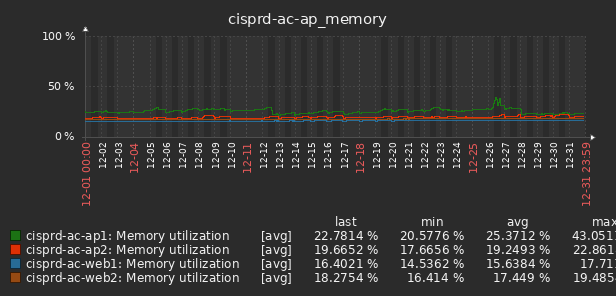 cisprd-ac-ap_memory
100 %
50 %
0 %
12-01 00:00 12-02 12-03 12-04 12-05 12-06 12-07 12-08 12-09 12-10 12-11 12-12 12-13 12-14 12-15 12-16 12-17 12-18 12-19 12-20 12-21 12-22 12-23 12-24 12-25 12-26 12-27 12-28 12-29 12-30 12-31 12-31 23:59
last min avg max
cisprd-ac-ap1: Memory utilization [avg] 22.7814 % 20.5776 % 25.3712 % 43.051
cisprd-ac-ap2: Memory utilization [avg] 19.6652 % 17.6656 % 19.2493 % 22.861
cisprd-ac-web1: Memory utilization [avg] 16.4021 % 14.5362 % 15.6384 % 17.71
cisprd-ac-web2: Memory utilization [avg] 18.2754 % 16.414 % 17.449 % 19.485